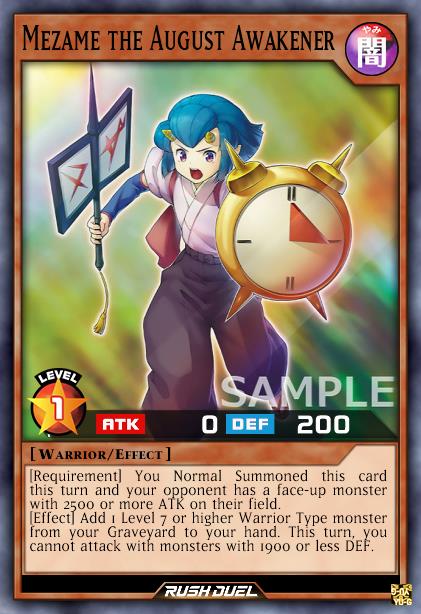 Mezame the August Awakener
やみ
闇
SAMPLE
LEVEL
1
ATK 0 DEF 200
[Warrior/Effect]
[Requirement] You Normal Summoned this card
this turn and your opponent has a face-up monster
with 2500 or more ATK on their field.
[Effect] Add 1 Level 7 or higher Warrior Type monster
from your Graveyard to your hand. This turn, you
cannot attack with monsters with 1900 or less DEF.
RUSH DUEL